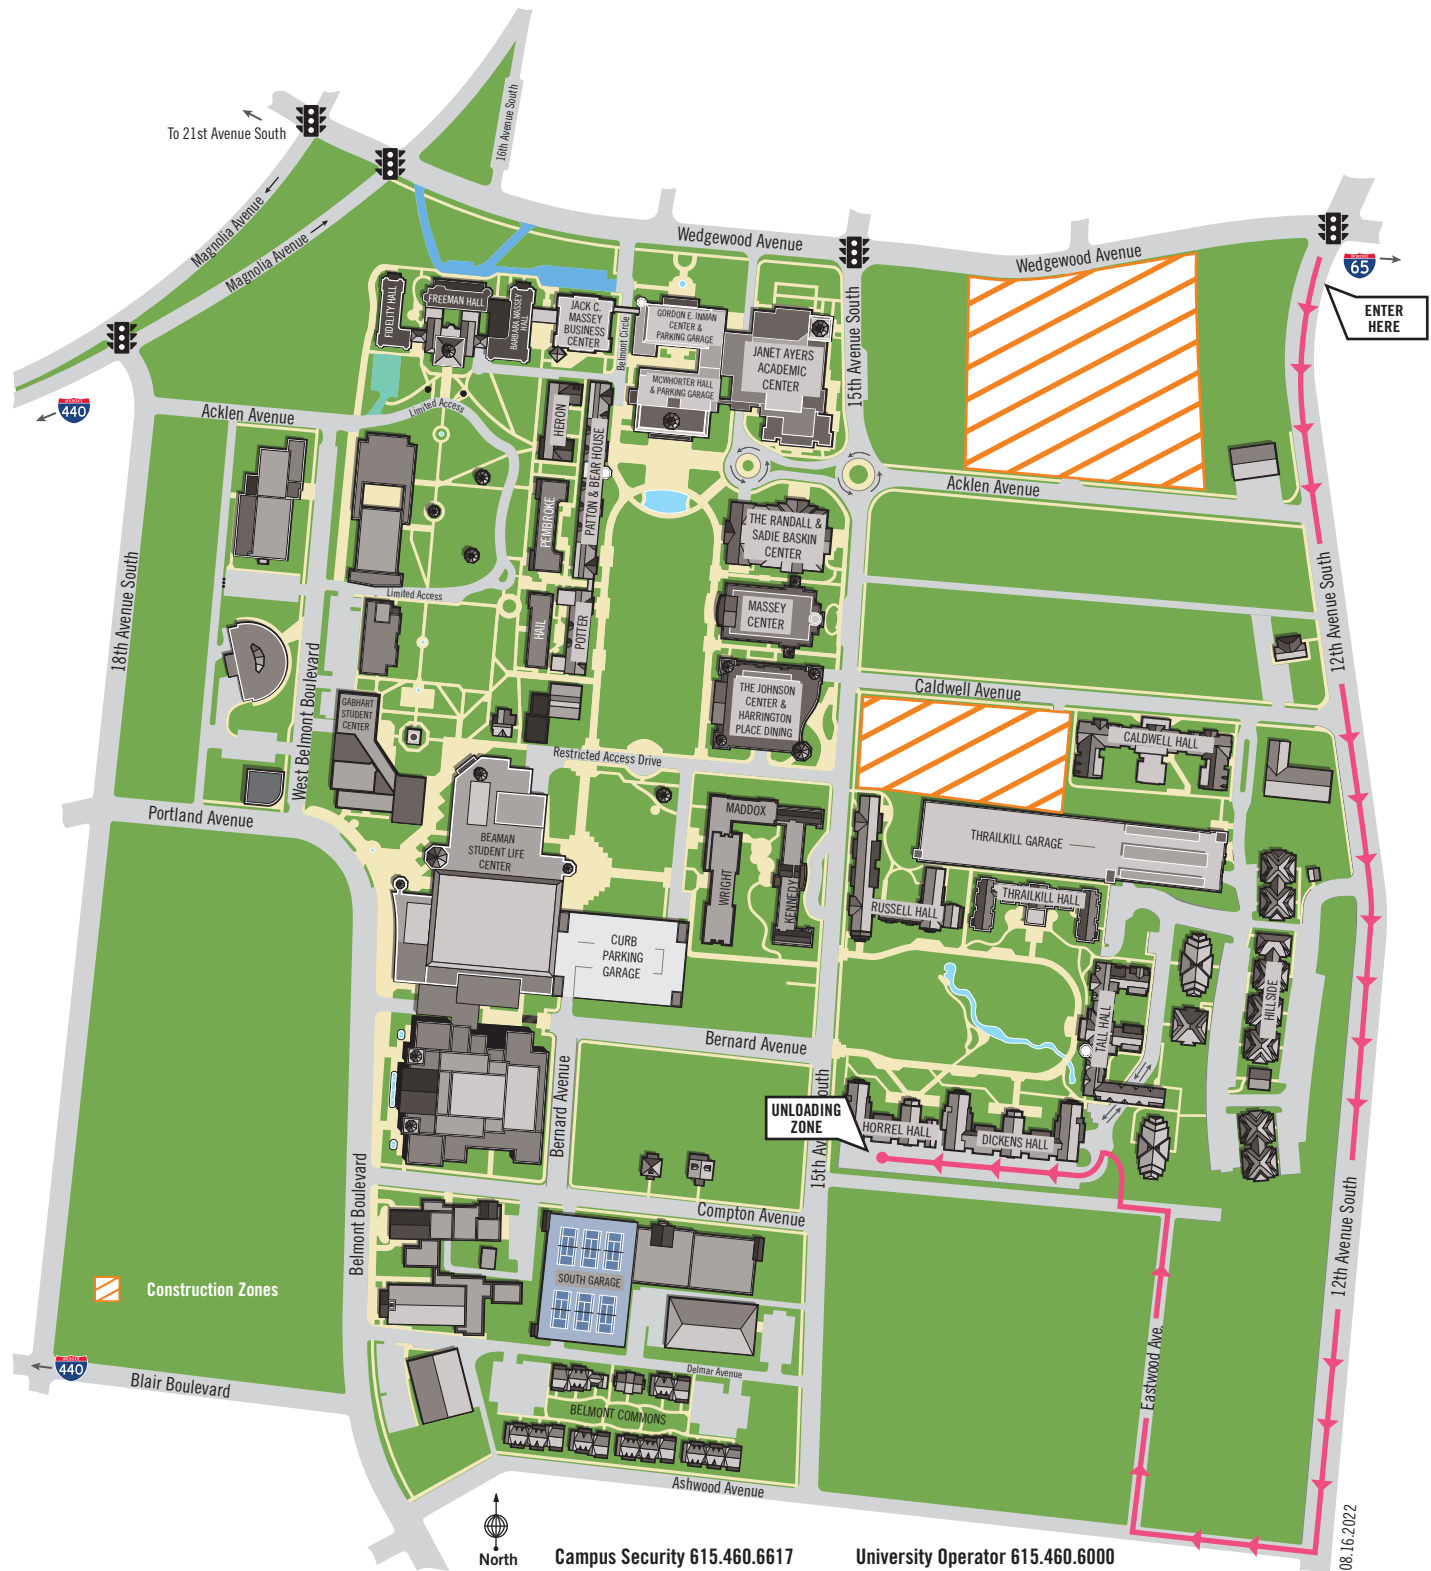 16th Avenue South
To 21st Avenue South
Magnolia Avenue
Magnolia Avenue
Wedgewood Avenue
Wedgewood Avenue
65
ENTER
HERE
FIDELITY HALL
FREEMAN HALL
BARBARA MASSEY
HALL
JACK C.
MASSEY
BUSINESS
CENTER
Belmont Circle
GORDON E. INMAN
CENTER &
PARKING GARAGE
JANET AYERS
ACADEMIC
CENTER
MCWHORTER HALL
& PARKING GARAGE
15th Avenue South
440
Acklen Avenue
Limited Access
HERON
PATTON & BEAR HOUSE
PEMBROKE
Acklen Avenue
THE RANDALL &
SADIE BASKIN
CENTER
18th Avenue South
Limited Access
HAIL
POTTER
MASSEY
CENTER
12th Avenue South
West Belmont Boulevard
GABHART
STUDENT
CENTER
THE JOHNSON
CENTER &
HARRINGTON
PLACE DINING
Caldwell Avenue
CALDWELL HALL
Restricted Access Drive
Portland Avenue
BEAMAN
STUDENT LIFE
CENTER
MADDOX
WRIGHT
KENNEDY
THRAILKILL GARAGE
RUSSELL HALL
THRAILKILL HALL
CURB
PARKING
GARAGE
TALL HALL
HILLSIDE
Bernard Avenue
Bernard Avenue
15th Avenue South
UNLOADING
ZONE
HORREL HALL
DICKENS HALL
Belmont Boulevard
Compton Avenue
12th Avenue South
SOUTH GARAGE
Construction Zones
Eastwood Ave.
440
Blair Boulevard
Delmar Avenue
BELMONT COMMONS
Ashwood Avenue
North
Campus Security 615.460.6617
University Operator 615.460.6000
08.16.2022